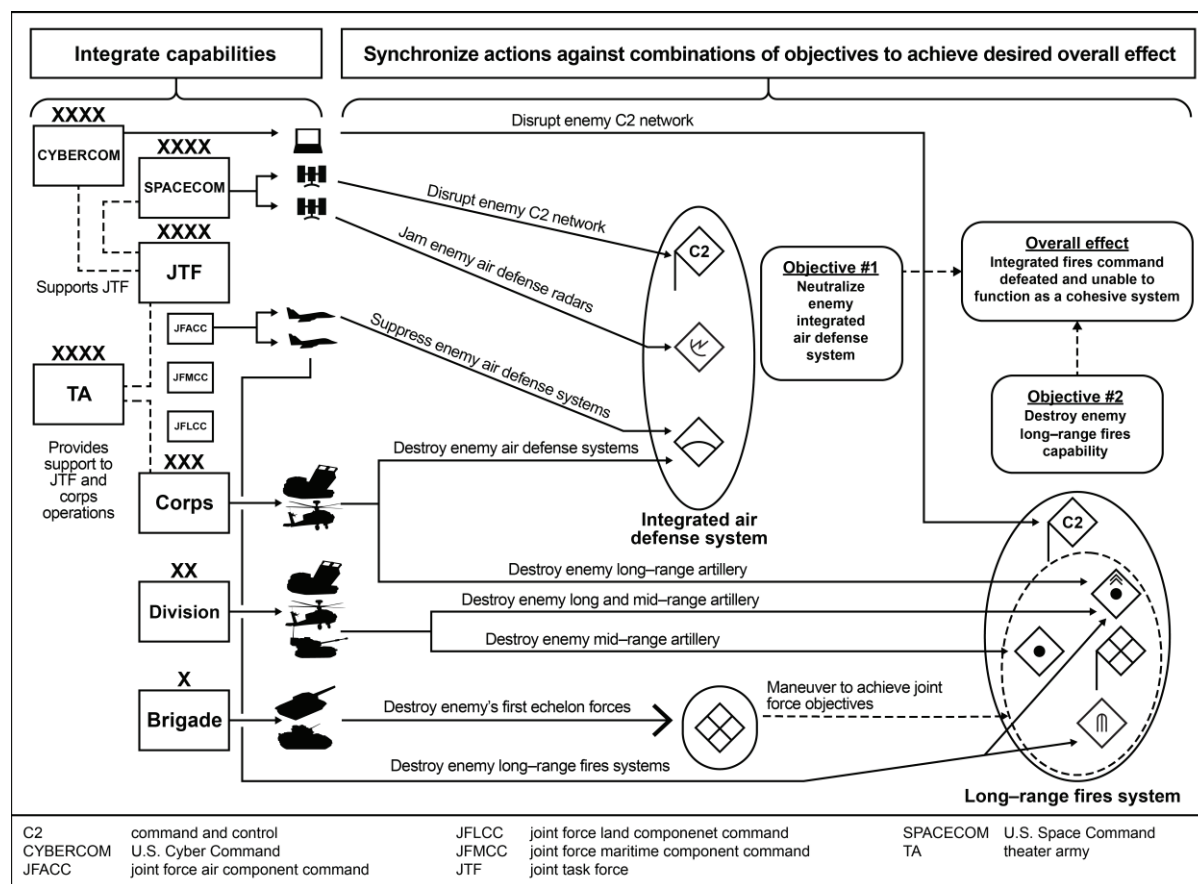 Integrate capabilities
Synchronize actions against combinations of objectives to achieve desired overall effect
XXXX
CYBERCOM
XXXX
SPACECOM
XXXX
JTF
Supports JTF
JFACC
XXXX
TA
JFMCC
JFLCC
Provides
support to
JTF and
corps
operations
XXX
Corps
XX
Division
X
Brigade
Disrupt enemy C2 network
Disrupt enemy C2 network
Jam enemy air defense radars
Suppress enemy air defense systems
Destroy enemy air defense systems
C2
Integrated air
defense system
Objective #1
Neutralize
enemy
integrated
air defense
system
Overall effect
Integrated fires command
defeated and unable to
function as a cohesive system
Objective #2
Destroy enemy
long–range fires
capability
C2
Destroy enemy long–range artillery
Destroy enemy long and mid–range artillery
Destroy enemy mid–range artillery
Destroy enemy's first echelon forces
Maneuver to achieve joint
force objectives
Destroy enemy long–range fires systems
Long–range fires system
C2 command and control
CYBERCOM U.S. Cyber Command
JFACC joint force air component command
JFLCC joint force land componenet command
JFMCC joint force maritime component command
JTF joint task force
SPACECOM U.S. Space Command
TA theater army